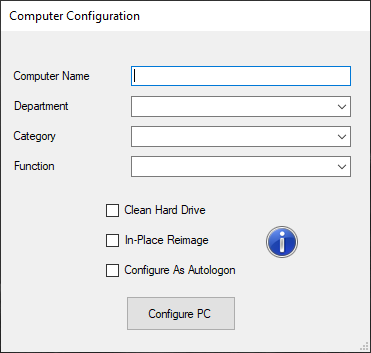 Computer Configuration
Computer Name
Department
Category
Function
Clean Hard Drive
In-Place Reimage
Configure As Autologon
Configure PC